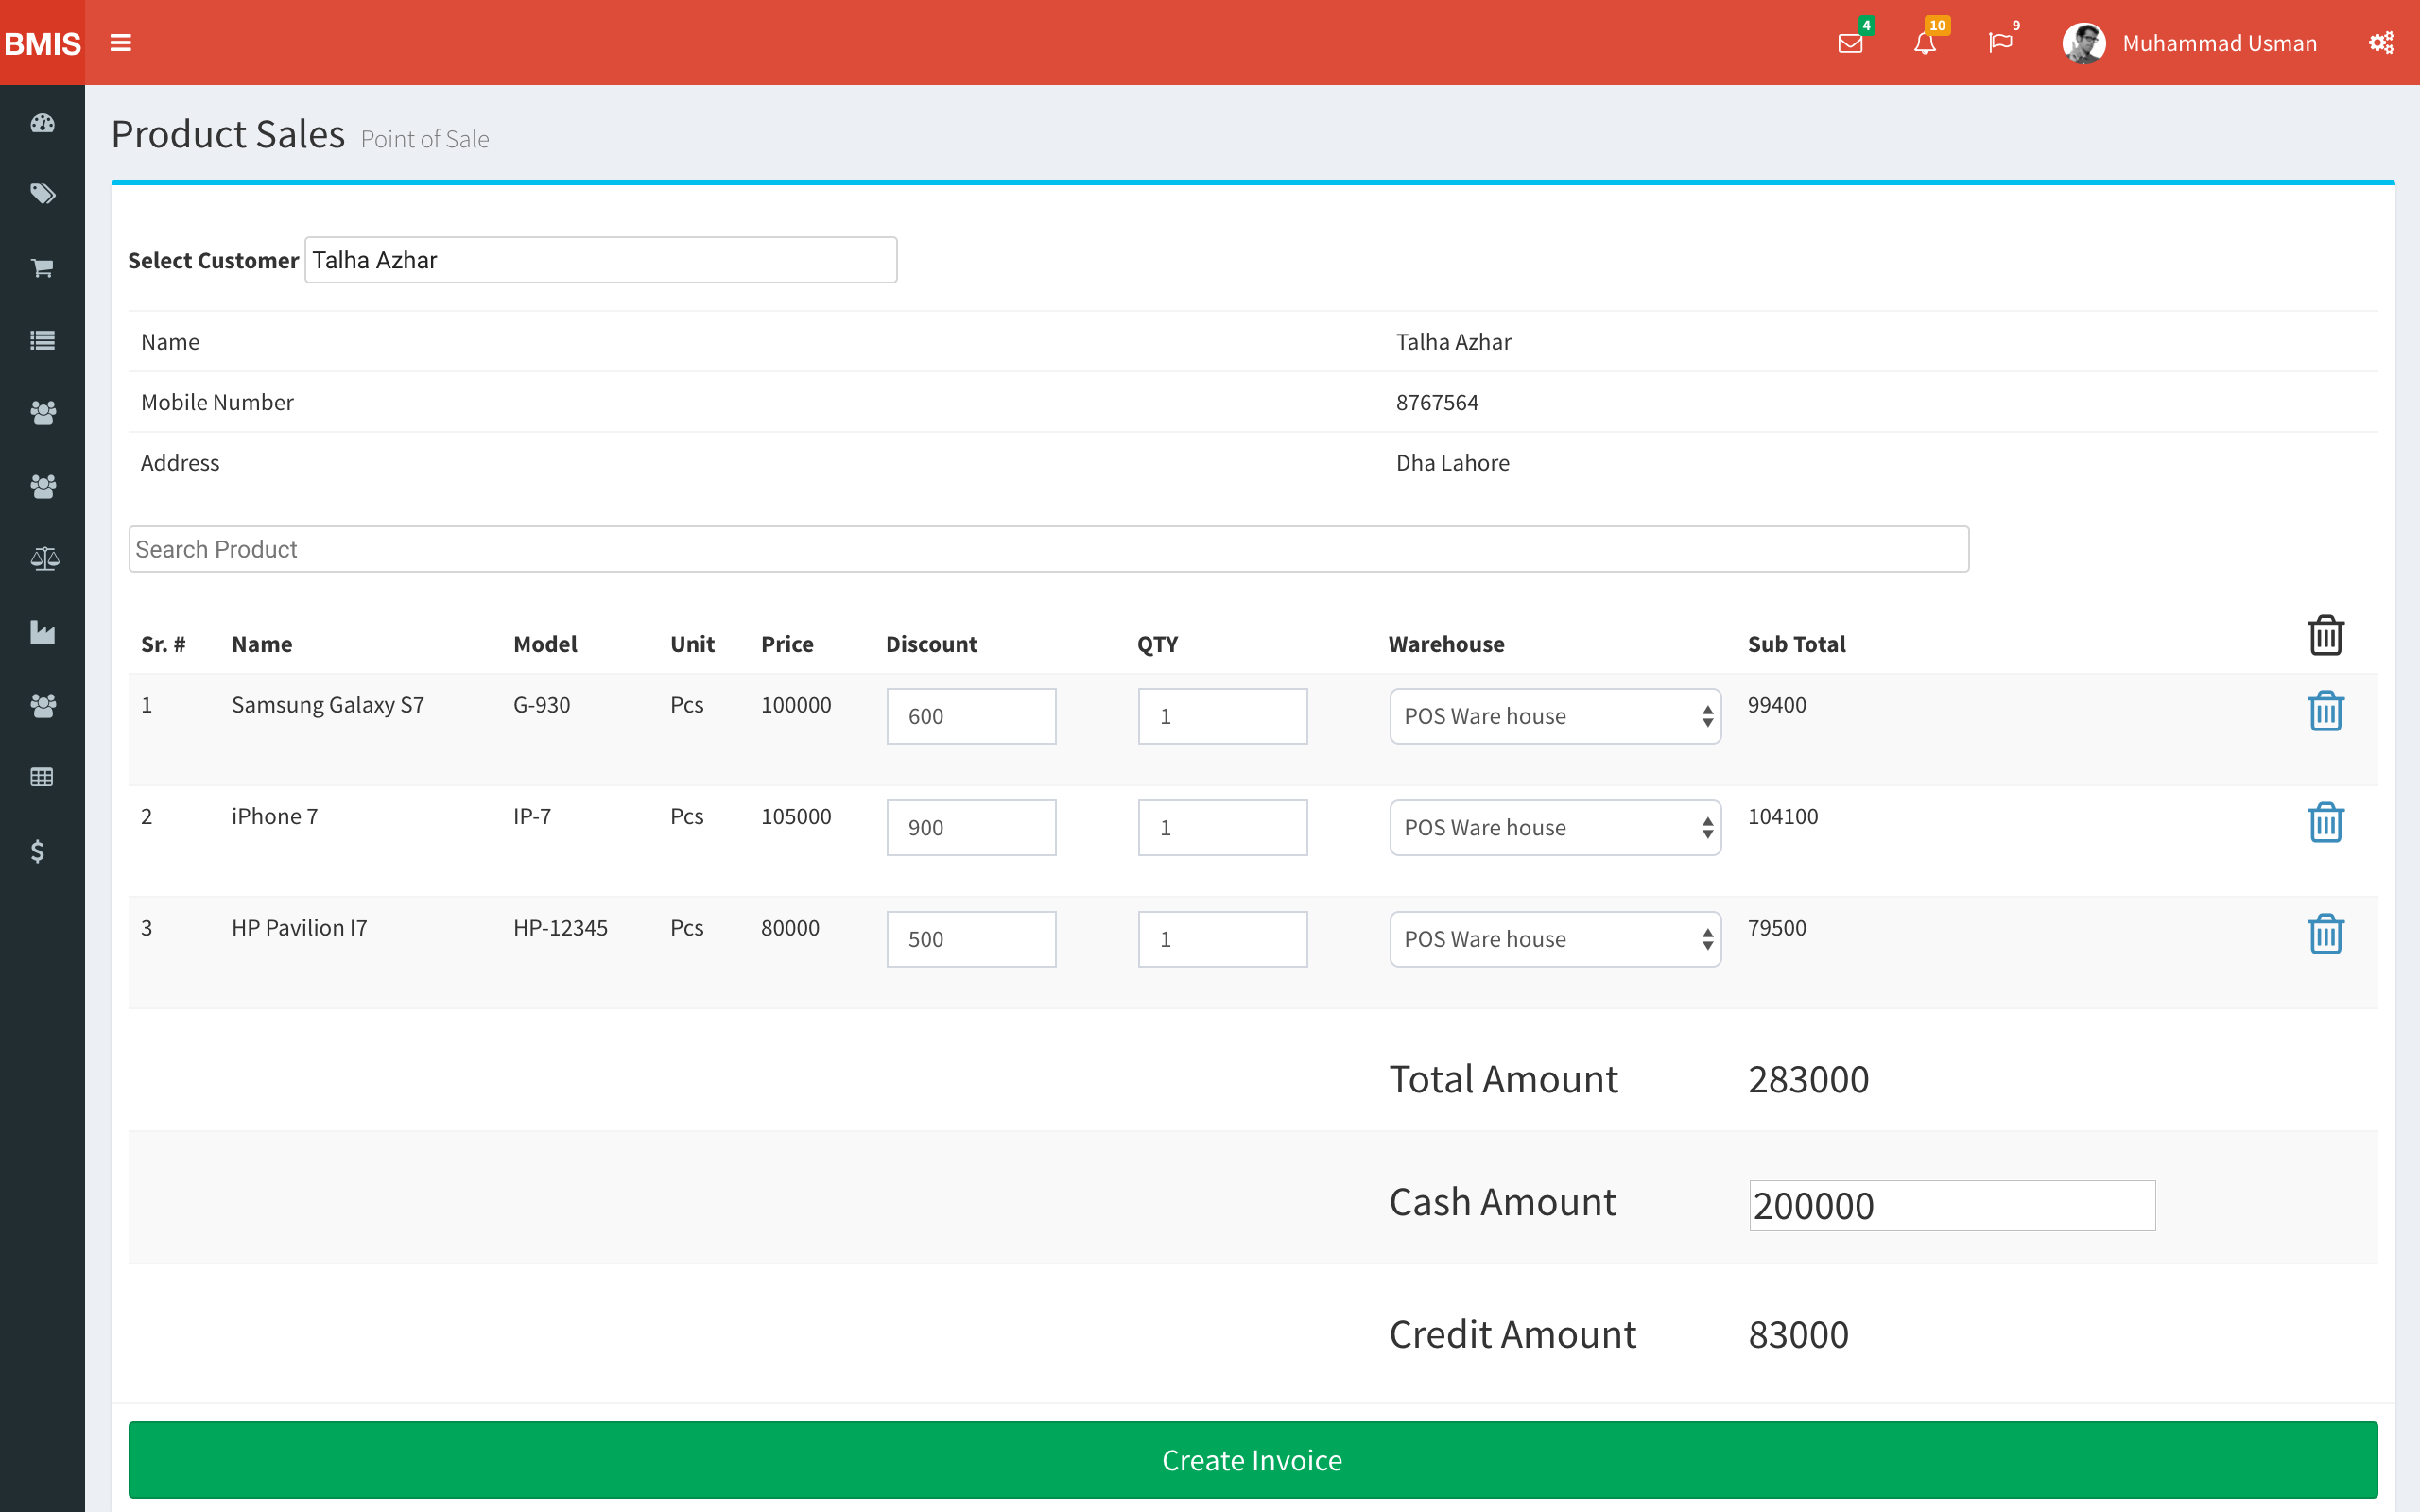 BMIS 4 10 9 Muhammad Usman
Product Sales Point of Sale
Select Customer Talha Azhar
Name Talha Azhar
Mobile Number 8767564
Address Dha Lahore
Search Product
Sr. # Name Model Unit Price Discount QTY Warehouse Sub Total
1 Samsung Galaxy S7 G-930 Pcs 100000 600 1 POS Ware house 99400
2 iPhone 7 IP-7 Pcs 105000 900 1 POS Ware house 104100
3 HP Pavilion I7 HP-12345 Pcs 80000 500 1 POS Ware house 79500
Total Amount 283000
Cash Amount 200000
Credit Amount 83000
Create Invoice